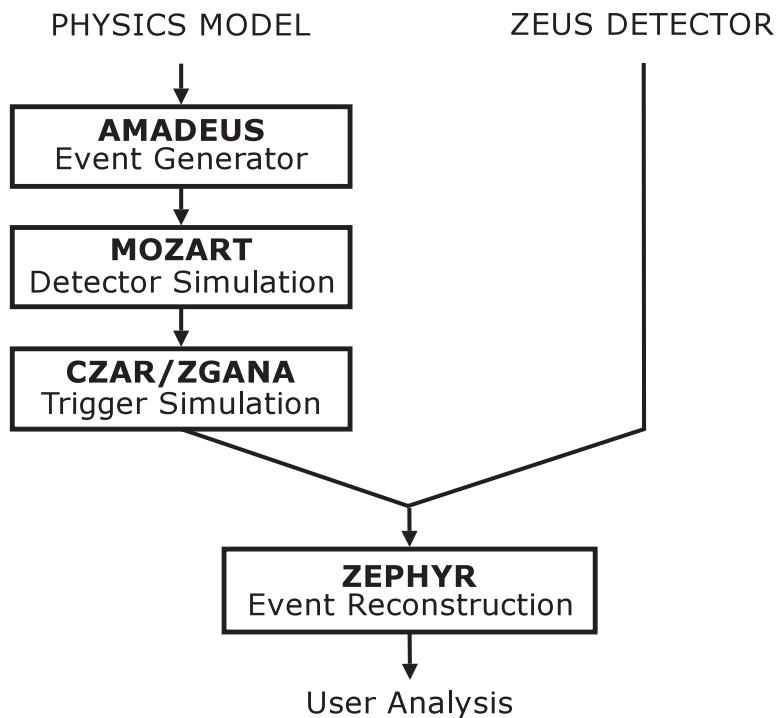 PHYSICS MODEL
ZEUS DETECTOR
AMADEUS
Event Generator
MOZART
Detector Simulation
CZAR/ZGANA
Trigger Simulation
ZEPHYR
Event Reconstruction
User Analysis